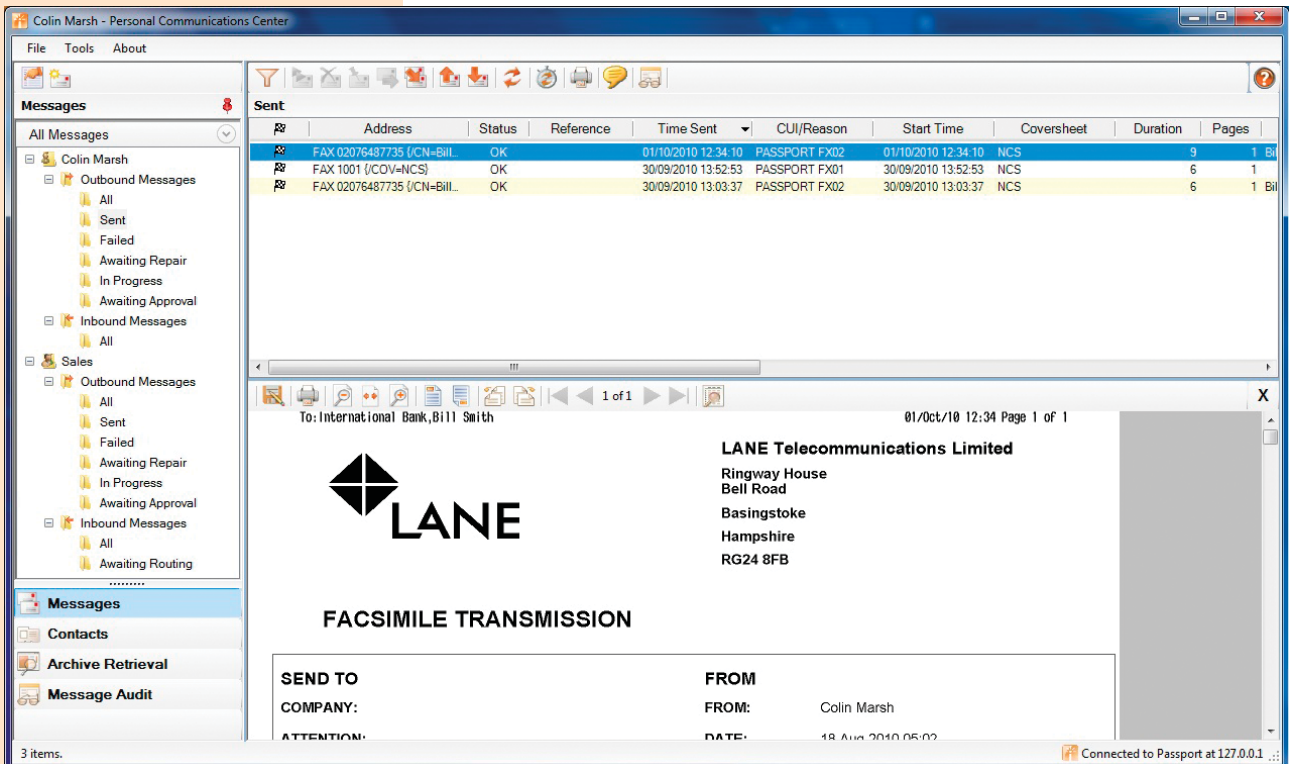 Colin Marsh - Personal Communications Center
File Tools About
Messages
All Messages
Colin Marsh
Outbound Messages
All
Sent
Failed
Awaiting Repair
In Progress
Awaiting Approval
Inbound Messages
All
Sales
Outbound Messages
All
Sent
Failed
Awaiting Repair
In Progress
Awaiting Approval
Inbound Messages
All
Awaiting Routing
Messages
Contacts
Archive Retrieval
Message Audit
3 items.
Sent
Address Status Reference Time Sent CUI/Reason Start Time Coversheet Duration Pages
FAX 02076487735 {/CN=Bill... OK 01/10/2010 12:34:10 PASSPORT FX02 01/10/2010 12:34:10 NCS 9 1 Bil
FAX 1001 {/COV=NCS} OK 30/09/2010 13:52:53 PASSPORT FX01 30/09/2010 13:52:53 NCS 6 1
FAX 02076487735 {/CN=Bill... OK 30/09/2010 13:03:37 PASSPORT FX02 30/09/2010 13:03:37 NCS 6 1 Bil
1 of 1
X
To:International Bank,Bill Smith 01/Oct/10 12:34 Page 1 of 1
LANE
LANE Telecommunications Limited
Ringway House
Bell Road
Basingstoke
Hampshire
RG24 8FB
FACSIMILE TRANSMISSION
SEND TO FROM
COMPANY: FROM: Colin Marsh
ATTENTION: DATE: 18 Aug 2010 05:02
Connected to Passport at 127.0.0.1